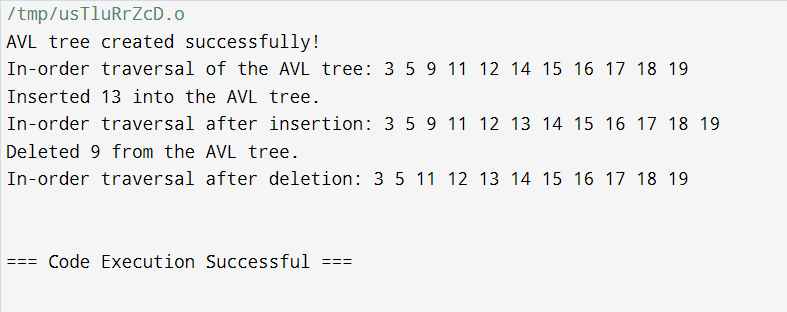 /tmp/usTluRrZcD.o
AVL tree created successfully!
In-order traversal of the AVL tree: 3 5 9 11 12 14 15 16 17 18 19
Inserted 13 into the AVL tree.
In-order traversal after insertion: 3 5 9 11 12 13 14 15 16 17 18 19
Deleted 9 from the AVL tree.
In-order traversal after deletion: 3 5 11 12 13 14 15 16 17 18 19
=== Code Execution Successful ===